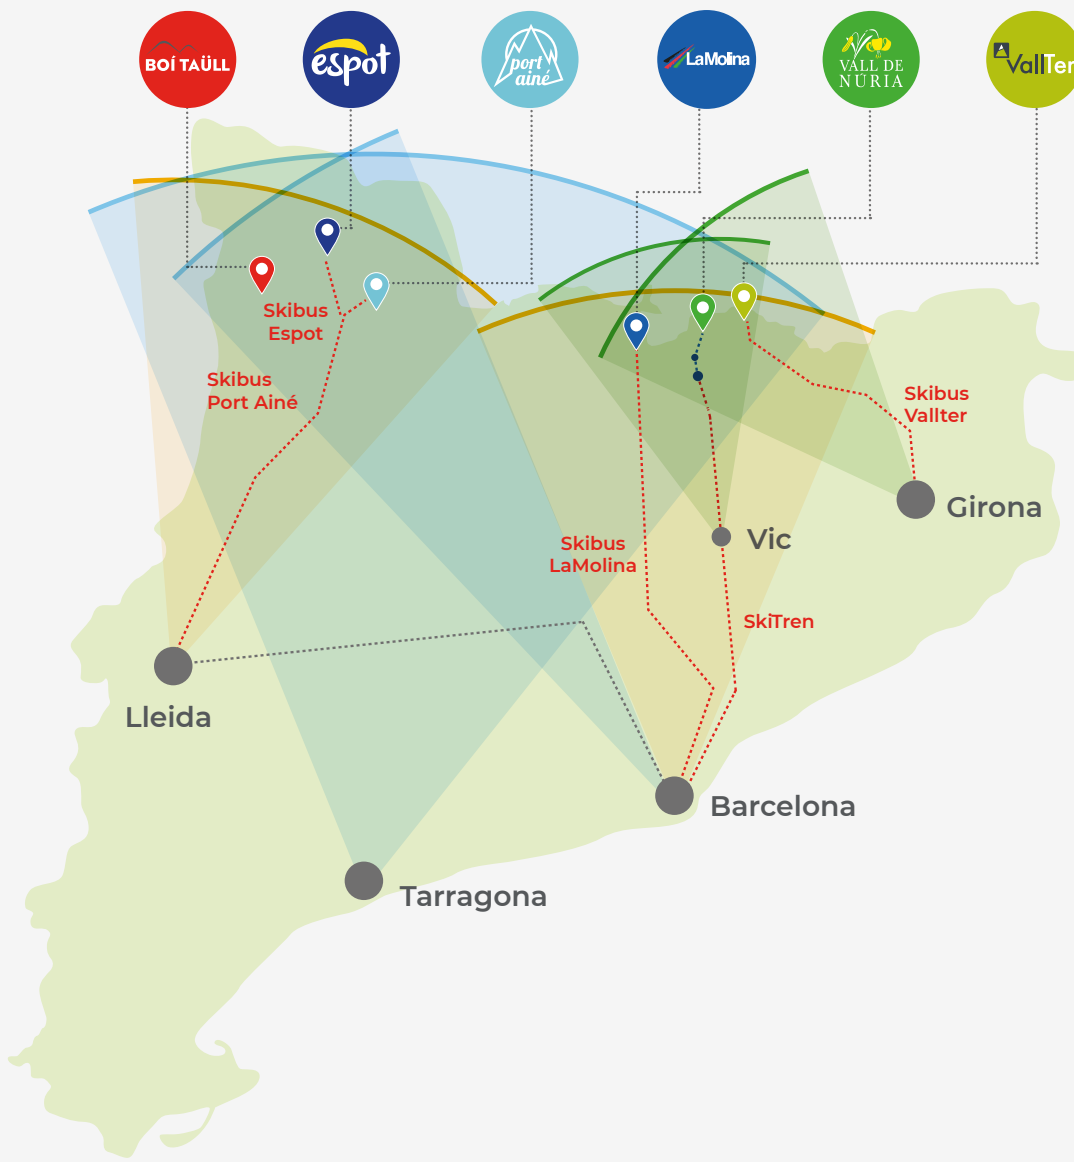 BOÍ TAÜLL
espot
port
ainé
LaMolina
VALL DE
NÚRIA
VallTer
Skibus
Espot
Skibus
Port Ainé
Skibus
Vallter
Girona
Vic
Skibus
LaMolina
SkiTren
Lleida
Barcelona
Tarragona